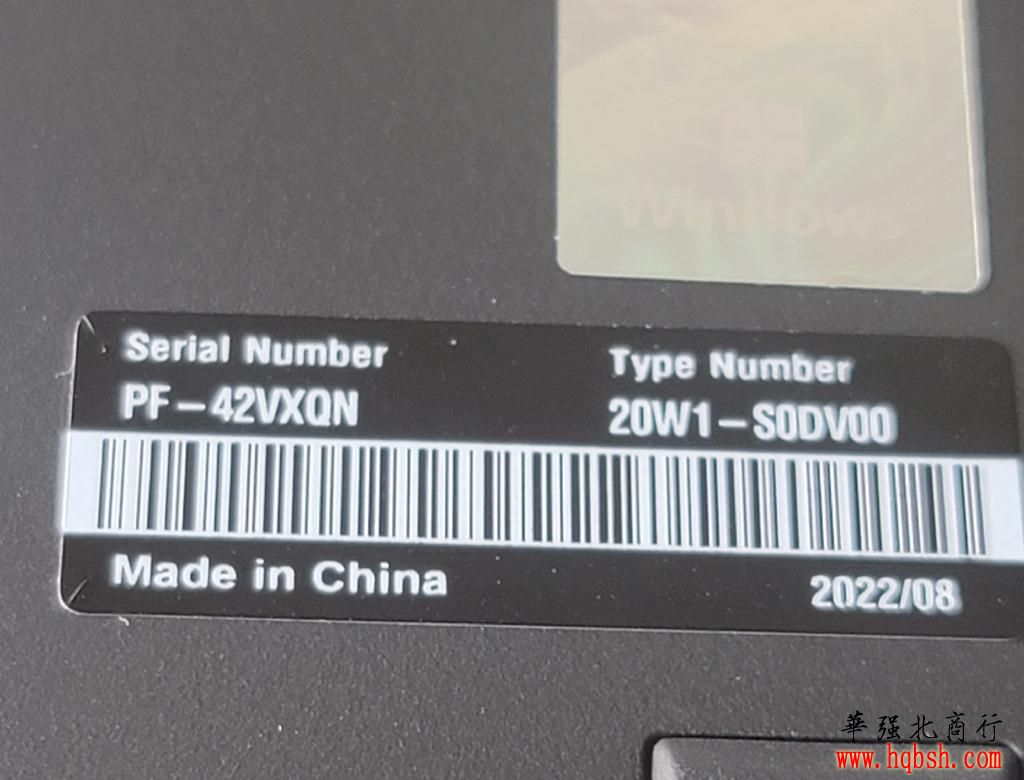 Windows
Serial Number
PF-42VXQN
Type Number
20W1-S0DV00
Made in China
2022/08
華强北商行
www.hqbsh.com